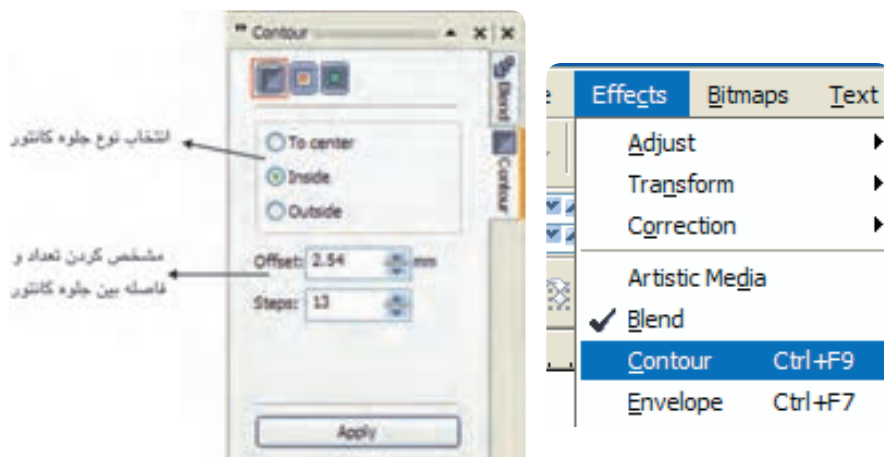 Contour
انتخاب نوع جلوه کانتور
To center
Inside
Outside
مشخص کردن تعداد و
فاصله بین جلوه کانتور
Offset: 2.54 mm
Steps: 13
Apply
Blend
Contour
Effects Bitmaps Text
Adjust
Transform
Correction
Artistic Media
Blend
Contour Ctrl+F9
Envelope Ctrl+F7